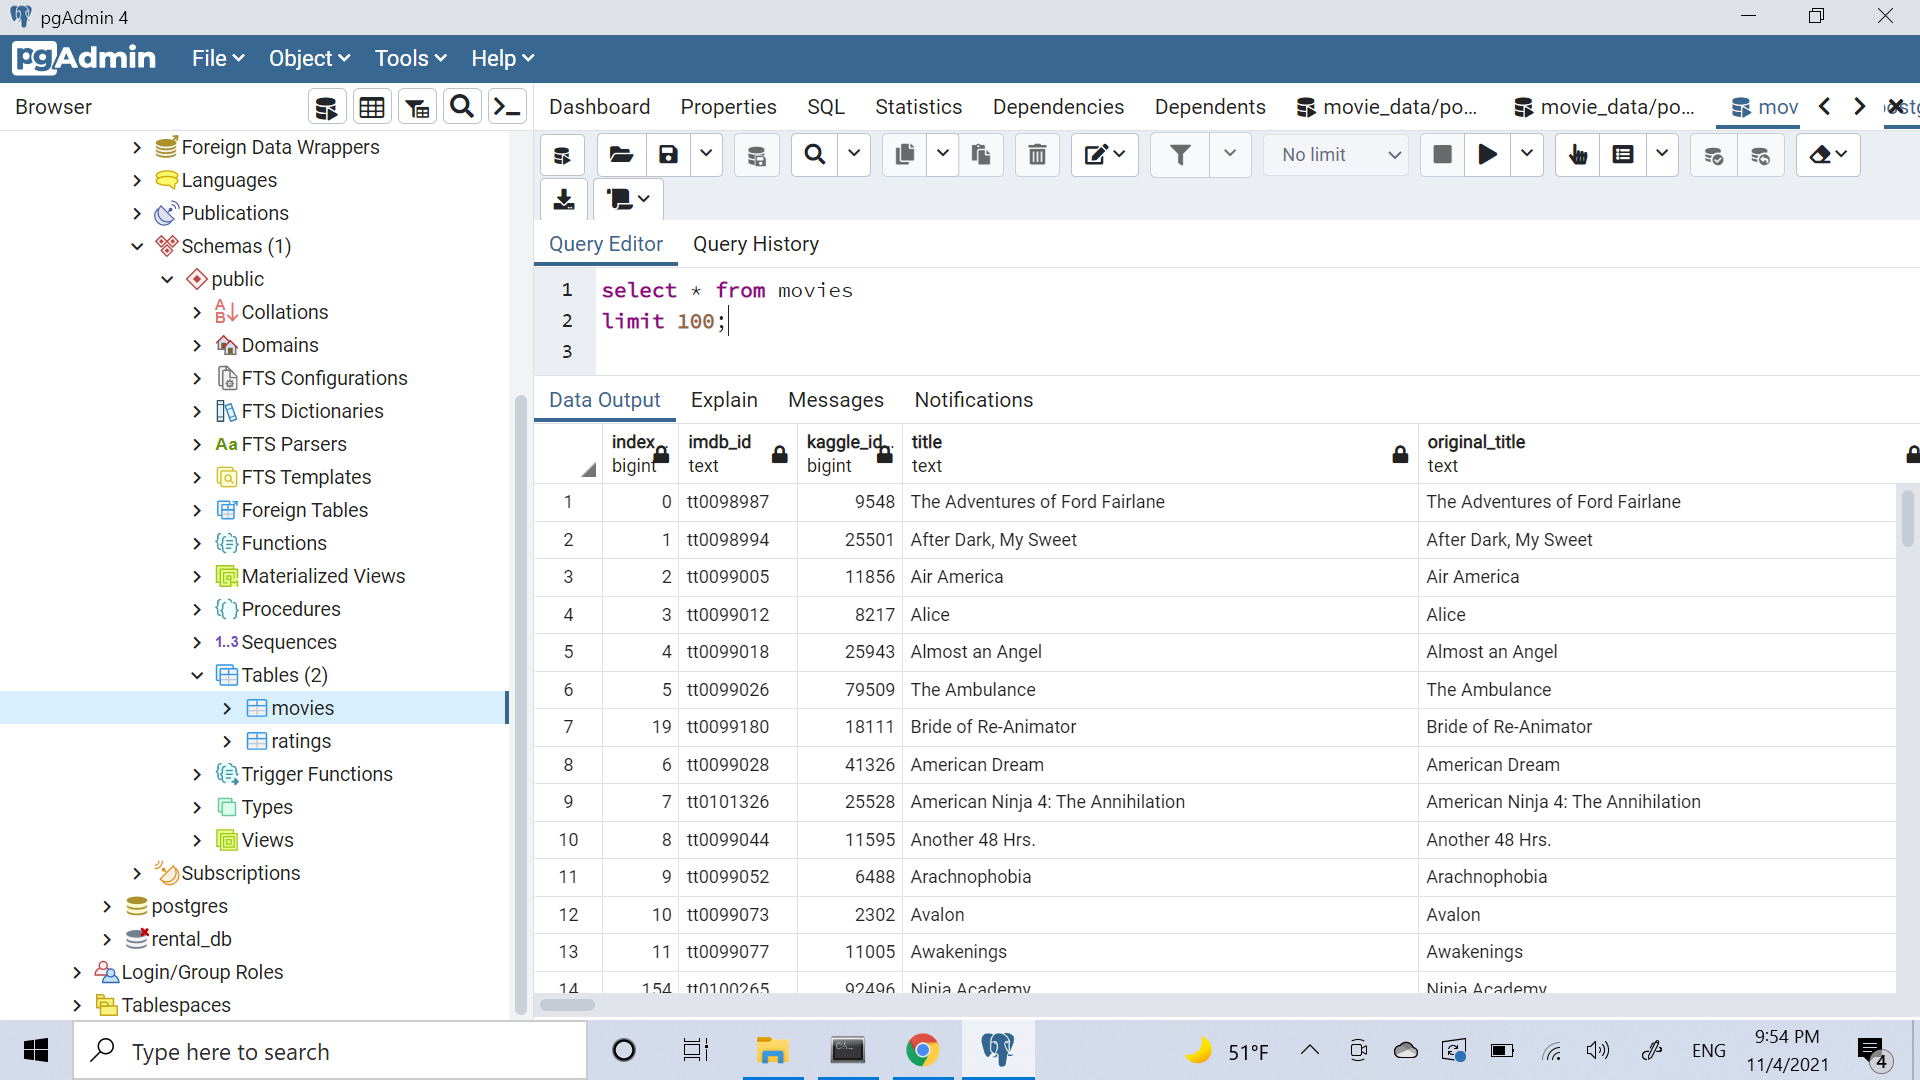 pgAdmin 4
pgAdmin File Object Tools Help
Browser
Dashboard Properties SQL Statistics Dependencies Dependents movie_data/po... movie_data/po... mov
Foreign Data Wrappers
Languages
Publications
Schemas (1)
public
Collations
Domains
FTS Configurations
FTS Dictionaries
Aa FTS Parsers
FTS Templates
Foreign Tables
Functions
Materialized Views
Procedures
1..3 Sequences
Tables (2)
movies
ratings
Trigger Functions
Types
Views
Subscriptions
postgres
rental_db
Login/Group Roles
Tablespaces
No limit
Query Editor Query History
1 select * from movies
2 limit 100;
3
Data Output Explain Messages Notifications
index imdb_id kaggle_id.. title original_title
bigint text bigint text text
1 0 tt0098987 9548 The Adventures of Ford Fairlane The Adventures of Ford Fairlane
2 1 tt0098994 25501 After Dark, My Sweet After Dark, My Sweet
3 2 tt0099005 11856 Air America Air America
4 3 tt0099012 8217 Alice Alice
5 4 tt0099018 25943 Almost an Angel Almost an Angel
6 5 tt0099026 79509 The Ambulance The Ambulance
7 19 tt0099180 18111 Bride of Re-Animator Bride of Re-Animator
8 6 tt0099028 41326 American Dream American Dream
9 7 tt0101326 25528 American Ninja 4: The Annihilation American Ninja 4: The Annihilation
10 8 tt0099044 11595 Another 48 Hrs. Another 48 Hrs.
11 9 tt0099052 6488 Arachnophobia Arachnophobia
12 10 tt0099073 2302 Avalon Avalon
13 11 tt0099077 11005 Awakenings Awakenings
14 154 tt0100265 92496 Ninja Academy Ninja Academy
Type here to search
51°F
ENG
9:54 PM
11/4/2021
4